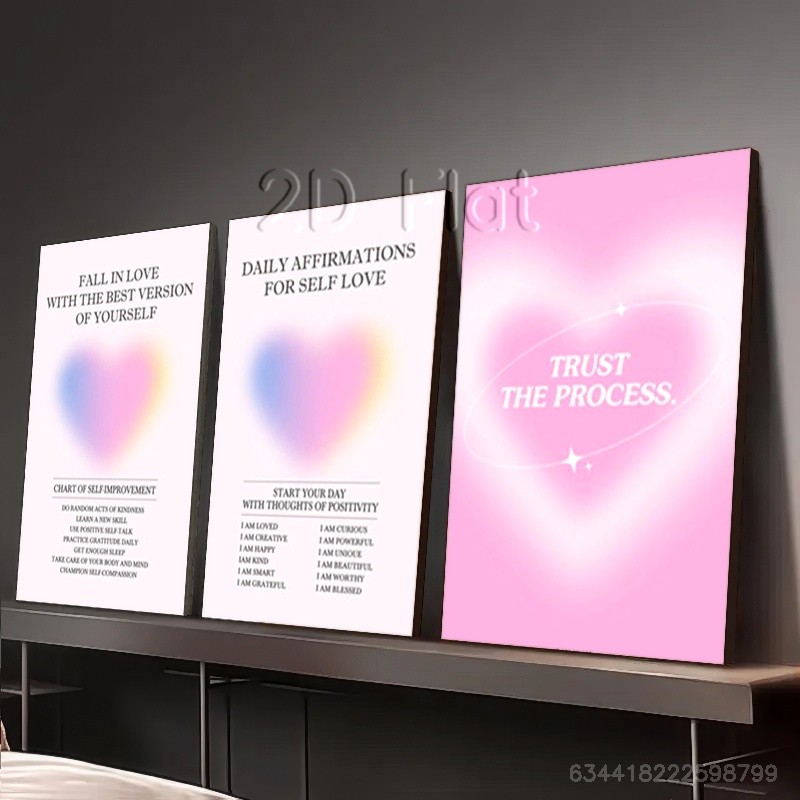 2D Flat
FALL IN LOVE
WITH THE BEST VERSION
OF YOURSELF
CHART OF SELF-IMPROVEMENT
DO RANDOM ACTS OF KINDNESS
LEARN A NEW SKILL
USE POSITIVE SELF-TALK
PRACTICE GRATITUDE DAILY
GET ENOUGH SLEEP
TAKE CARE OF YOUR BODY AND MIND
CHAMPION SELF-COMPASSION
DAILY AFFIRMATIONS
FOR SELF LOVE
START YOUR DAY
WITH THOUGHTS OF POSITIVITY
I AM LOVED
I AM CREATIVE
I AM HAPPY
IAM KIND
I AM SMART
I AM GRATEFUL
I AM CURIOUS
I AM POWERFUL
I AM UNIOUE
I AM BEAUTIFUL
I AM WORTHY
I AM BLESSED
TRUST
THE PROCESS.
634418222598799